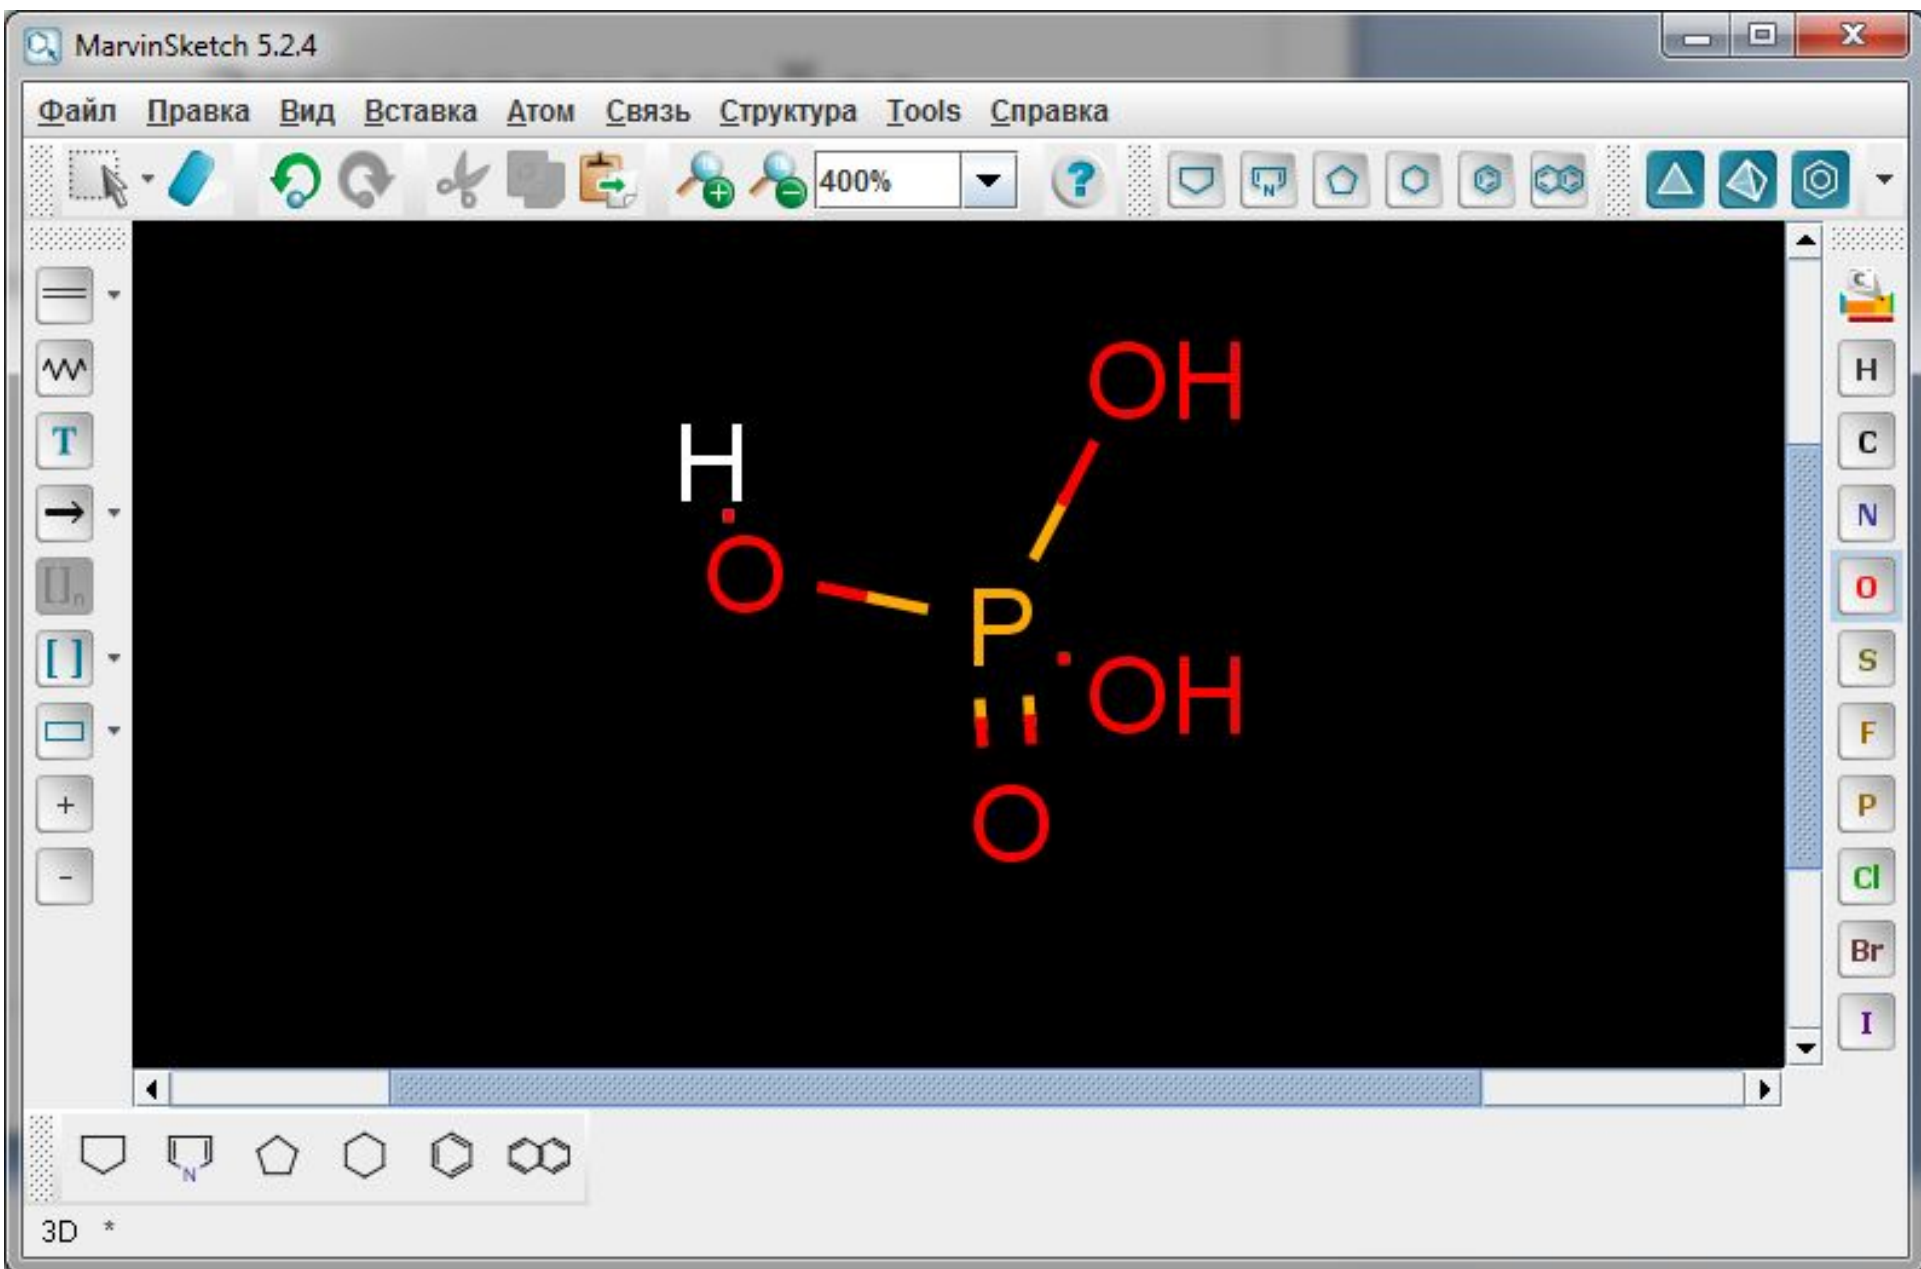 MarvinSketch 5.2.4
Файл Правка Вид Вставка Атом Связь Структура Tools Справка
400% ? N
T
[ ]n
[ ]
+
-
OH
H
O
P
OH
O
C
H
C
N
O
S
F
P
Cl
Br
I
N
3D *